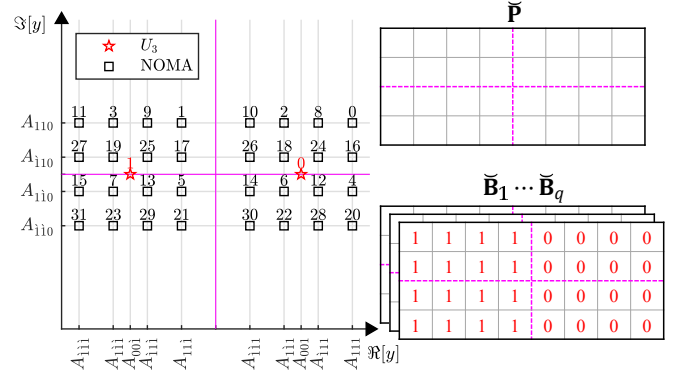 ℑ[y]
U₃
NOMA
11 3 9 1 10 2 8 0
27 19 25 17 26 18 24 16
1 0
15 7 13 5 14 6 12 4
31 23 29 21 30 22 28 20
ℜ[y]
P̆
B̆₁ ⋯ B̆_q
1 1 1 1 0 0 0 0
1 1 1 1 0 0 0 0
1 1 1 1 0 0 0 0
1 1 1 1 0 0 0 0